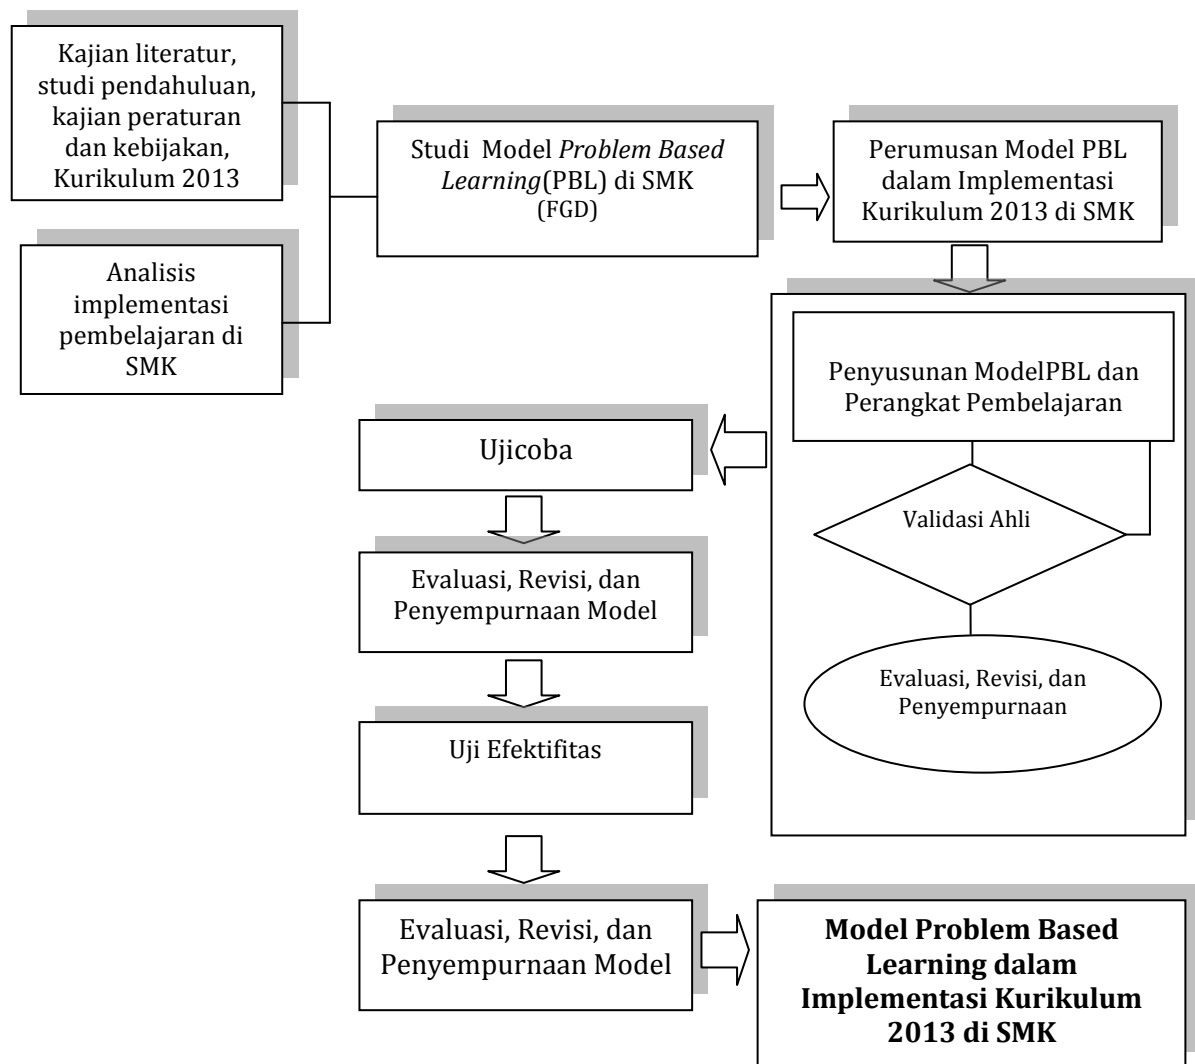 Kajian literatur,
studi pendahuluan,
kajian peraturan
dan kebijakan,
Kurikulum 2013
Analisis
implementasi
pembelajaran di
SMK
Studi Model Problem Based
Learning(PBL) di SMK
(FGD)
Perumusan Model PBL
dalam Implementasi
Kurikulum 2013 di SMK
Penyusunan ModelPBL dan
Perangkat Pembelajaran
Validasi Ahli
Evaluasi, Revisi, dan
Penyempurnaan
Ujicoba
Evaluasi, Revisi, dan
Penyempurnaan Model
Uji Efektifitas
Evaluasi, Revisi, dan
Penyempurnaan Model
Model Problem Based
Learning dalam
Implementasi Kurikulum
2013 di SMK